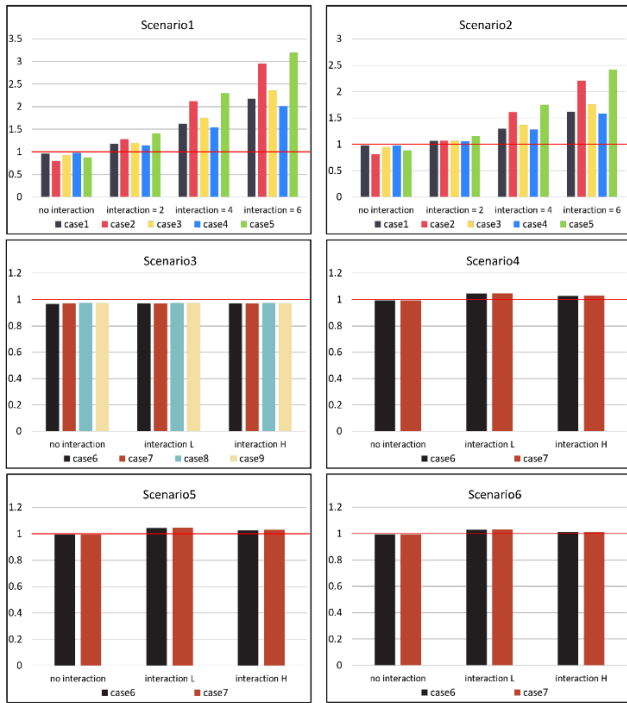 Scenario1
3.5
3
2.5
2
1.5
1
0.5
0
no interaction interaction = 2 interaction = 4 interaction = 6
case1 case2 case3 case4 case5
Scenario2
3
2.5
2
1.5
1
0.5
0
no interaction interaction = 2 interaction = 4 interaction = 6
case1 case2 case3 case4 case5
Scenario3
1.2
1
0.8
0.6
0.4
0.2
0
no interaction interaction L interaction H
case6 case7 case8 case9
Scenario4
1.2
1
0.8
0.6
0.4
0.2
0
no interaction interaction L interaction H
case6 case7
Scenario5
1.2
1
0.8
0.6
0.4
0.2
0
no interaction interaction L interaction H
case6 case7
Scenario6
1.2
1
0.8
0.6
0.4
0.2
0
no interaction interaction L interaction H
case6 case7